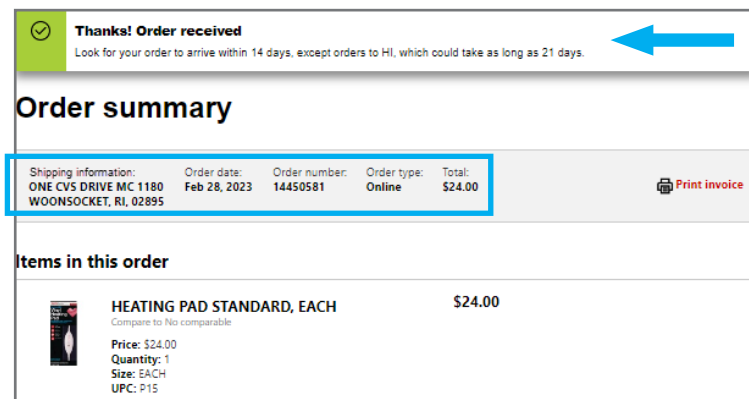 Thanks! Order received
Look for your order to arrive within 14 days, except orders to HI, which could take as long as 21 days.
Order summary
Shipping information: Order date: Order number: Order type: Total:
ONE CVS DRIVE MC 1180 Feb 28, 2023 14450581 Online $24.00
WOONSOCKET, RI, 02895
Print invoice
Items in this order
HEATING PAD STANDARD, EACH $24.00
Compare to No comparable
Price: $24.00
Quantity: 1
Size: EACH
UPC: P15